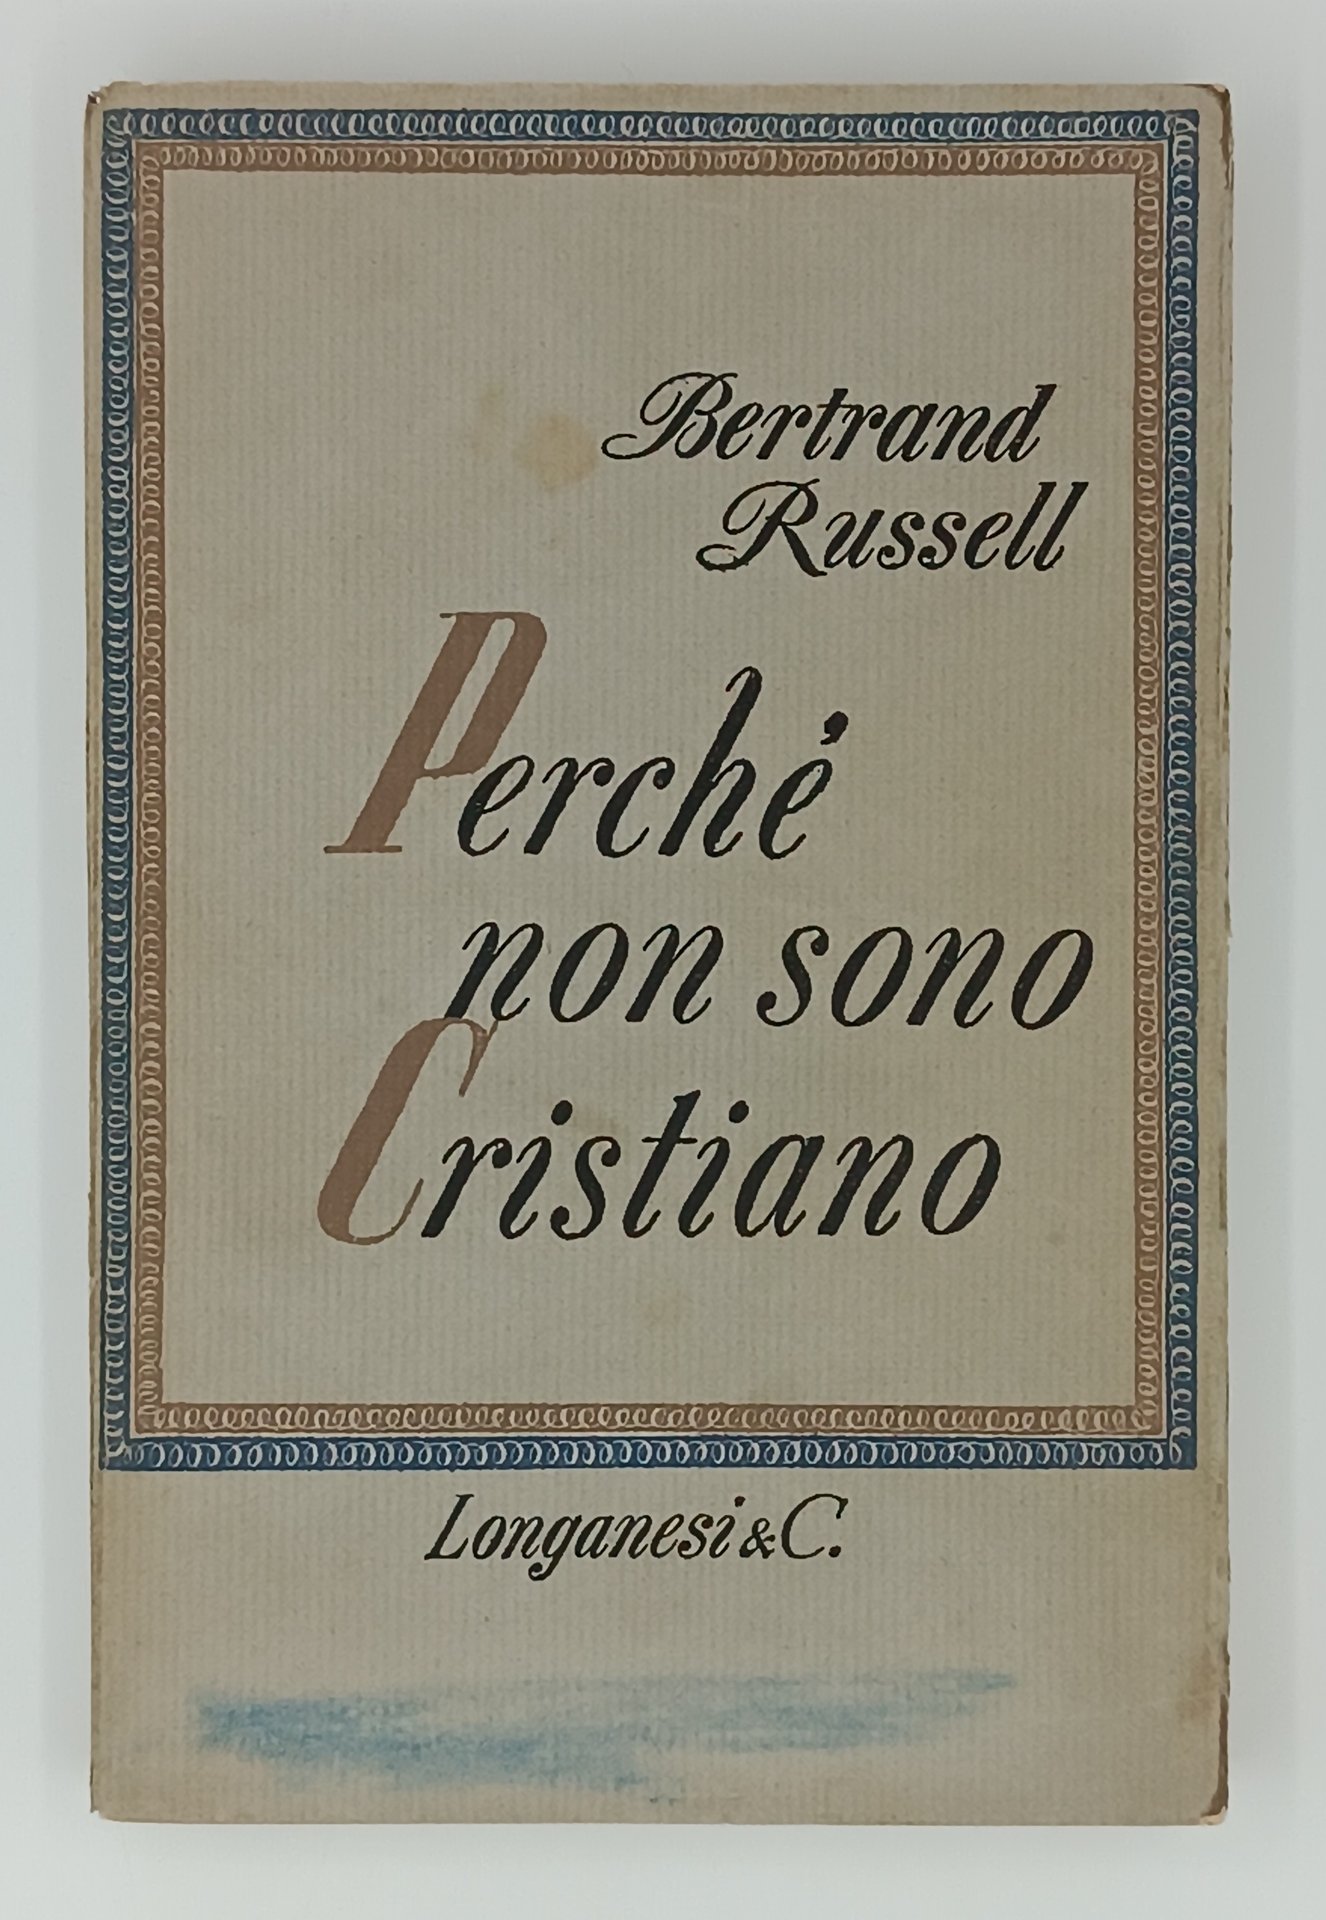 Bertrand
Russell
Perché
non sono
Cristiano
Longanesi & C.